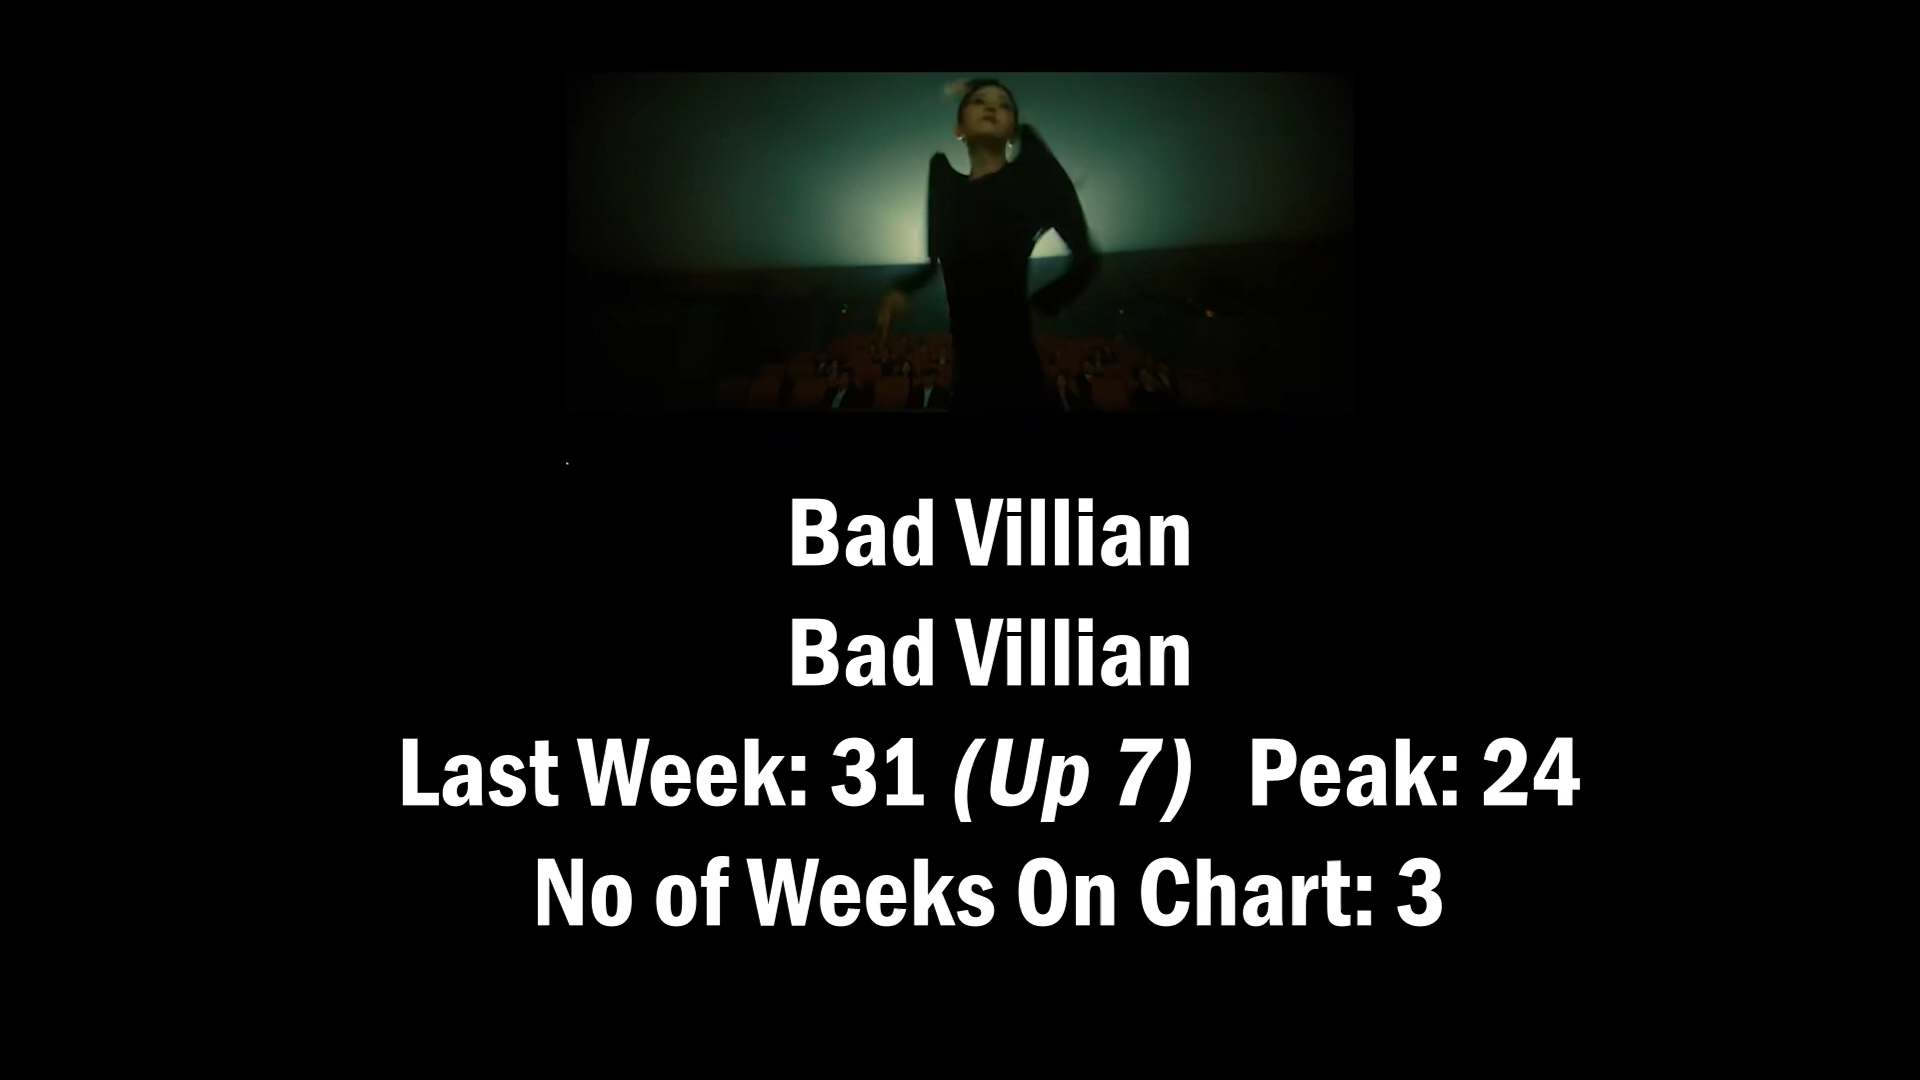 Bad Villian
Bad Villian
Last Week: 31 (Up 7) Peak: 24
No of Weeks On Chart: 3